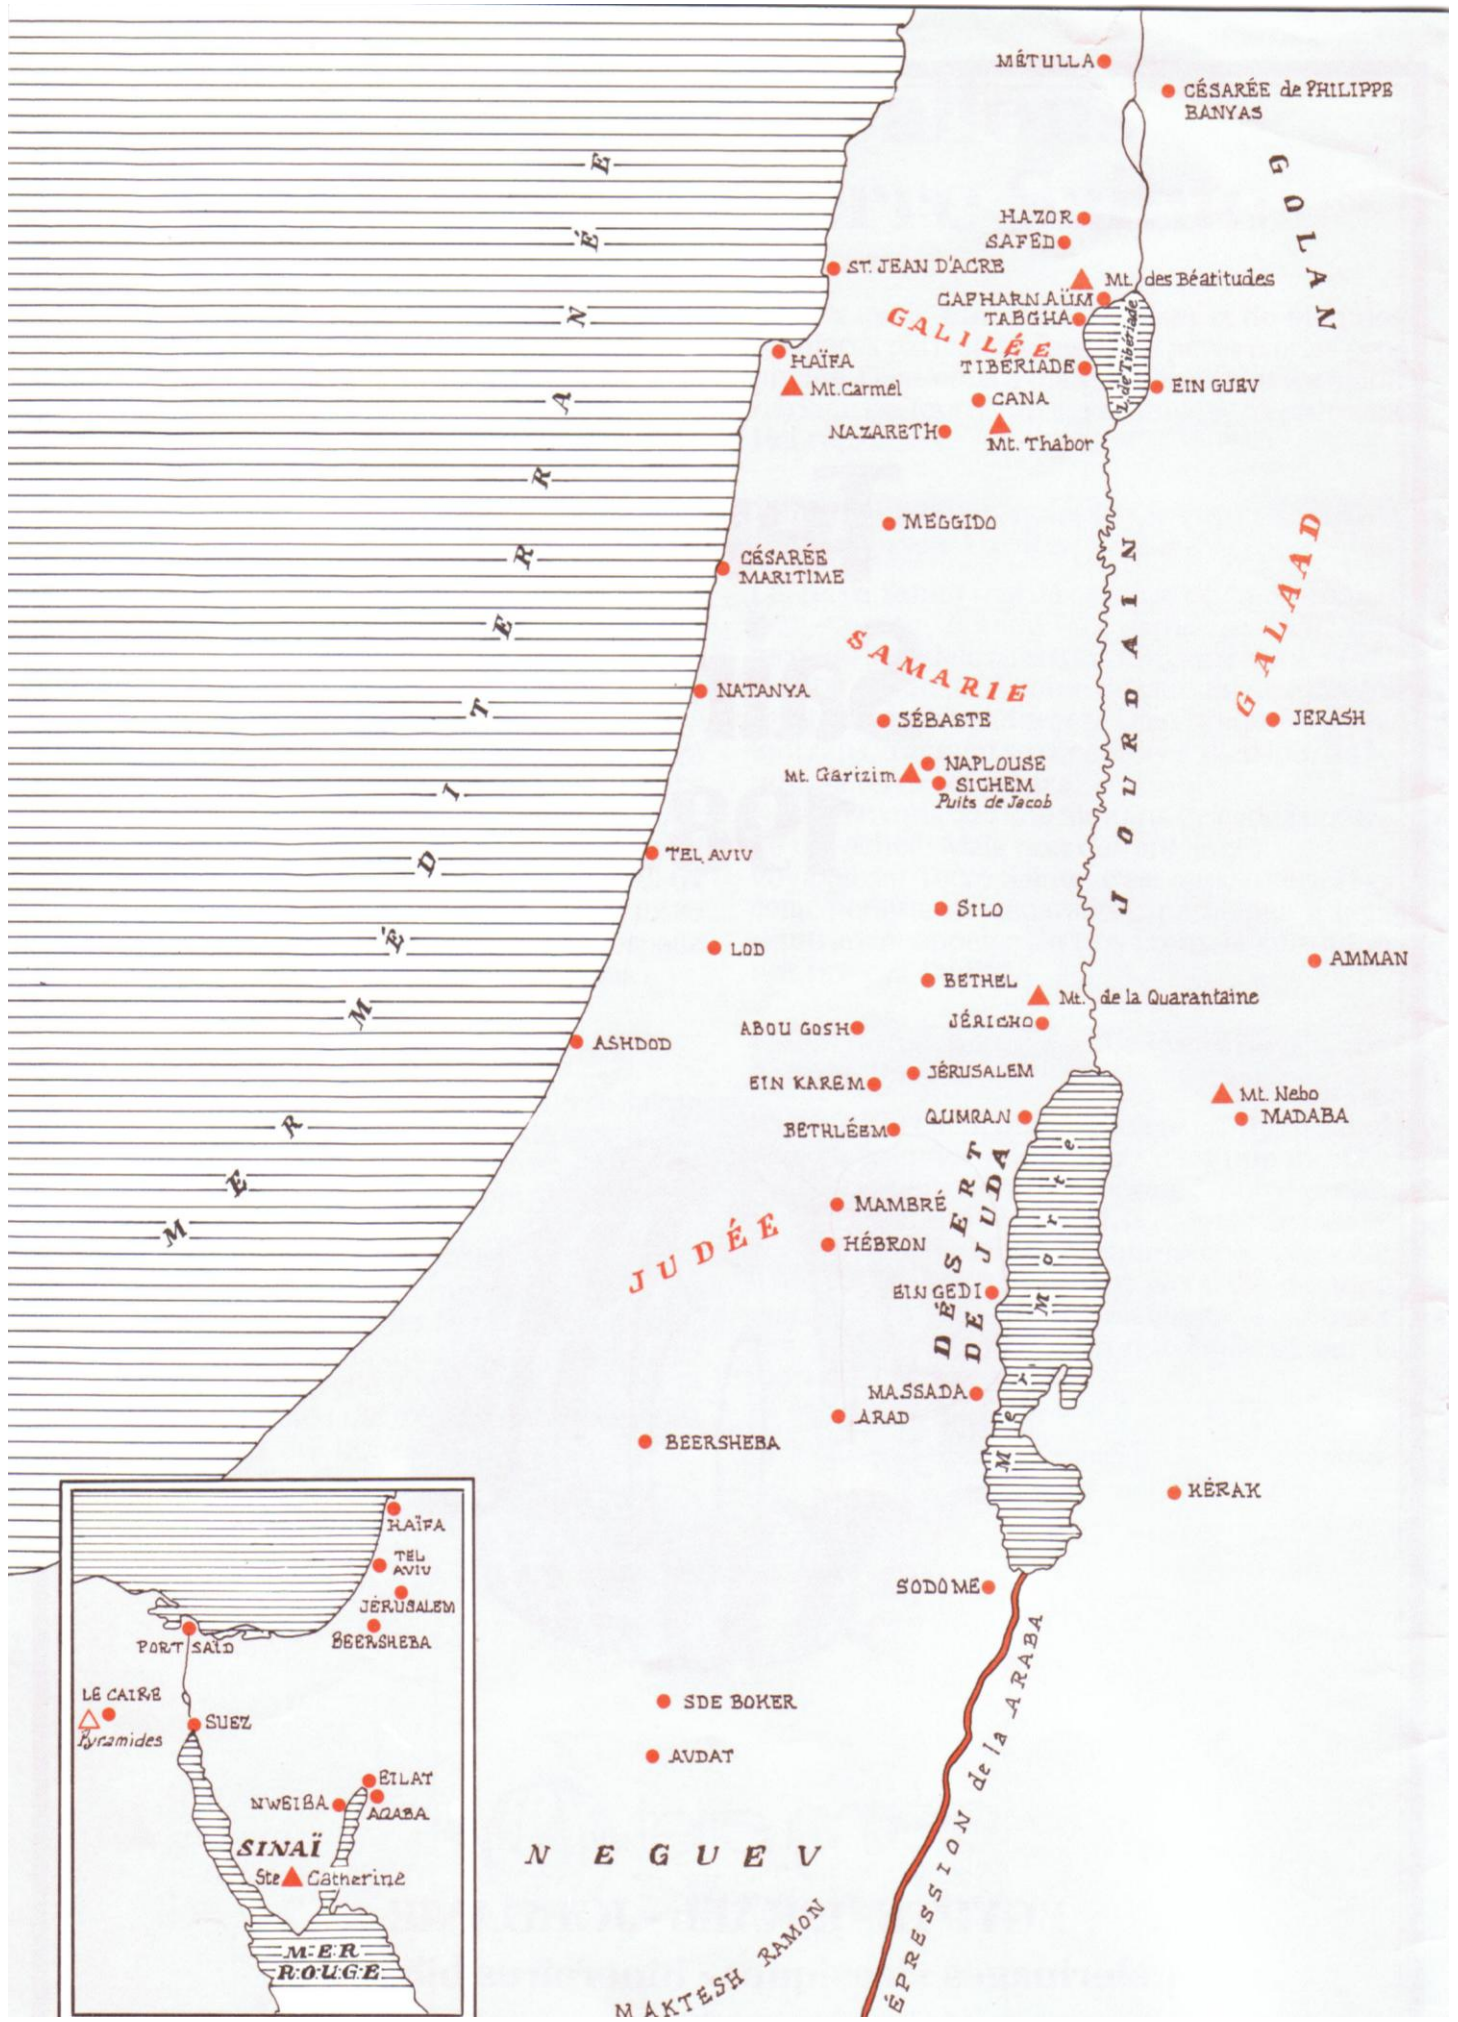 MÉTULLA
CÉSARÉE de PHILIPPE
BANYAS
GOLAN
HAZOR
SAFED
ST. JEAN D'ACRE
Mt. des Béatitudes
CAPHARNAÜM
TABGHA
GALILÉE
L. de Tibériade
HAÏFA
Mt. Carmel
TIBÉRIADE
EIN GUEV
CANA
NAZARETH
Mt. Thabor
MER MÉDITERRANÉE
MEGGIDO
CÉSARÉE
MARITIME
JOURDAIN
GALAAD
SAMARIE
NATANYA
SÉBASTE
JERASH
NAPLOUSE
Mt. Garizim
SICHEM
Puits de Jacob
TEL AVIV
SILO
LOD
AMMAN
BETHEL
Mt. de la Quarantaine
JÉRICHO
ABOU GOSH
ASHDOD
JÉRUSALEM
EIN KAREM
Mt. Nebo
MADABA
QUMRAN
BETHLÉEM
DÉSERT
DE JUDA
Mer Morte
MAMBRÉ
JUDÉE
HÉBRON
EIN GEDI
MASSADA
ARAD
BEERSHEBA
KÉRAK
SODOME
DÉPRESSION de la ARABA
SDE BOKER
AVDAT
NEGUEV
MAKTESH RAMON
HAÏFA
TEL
AVIV
JÉRUSALEM
BEERSHEBA
PORT SAÏD
LE CAIRE
Pyramides
SUEZ
EILAT
NWEIBA
AQABA
SINAÏ
Ste Catherine
MER
ROUGE